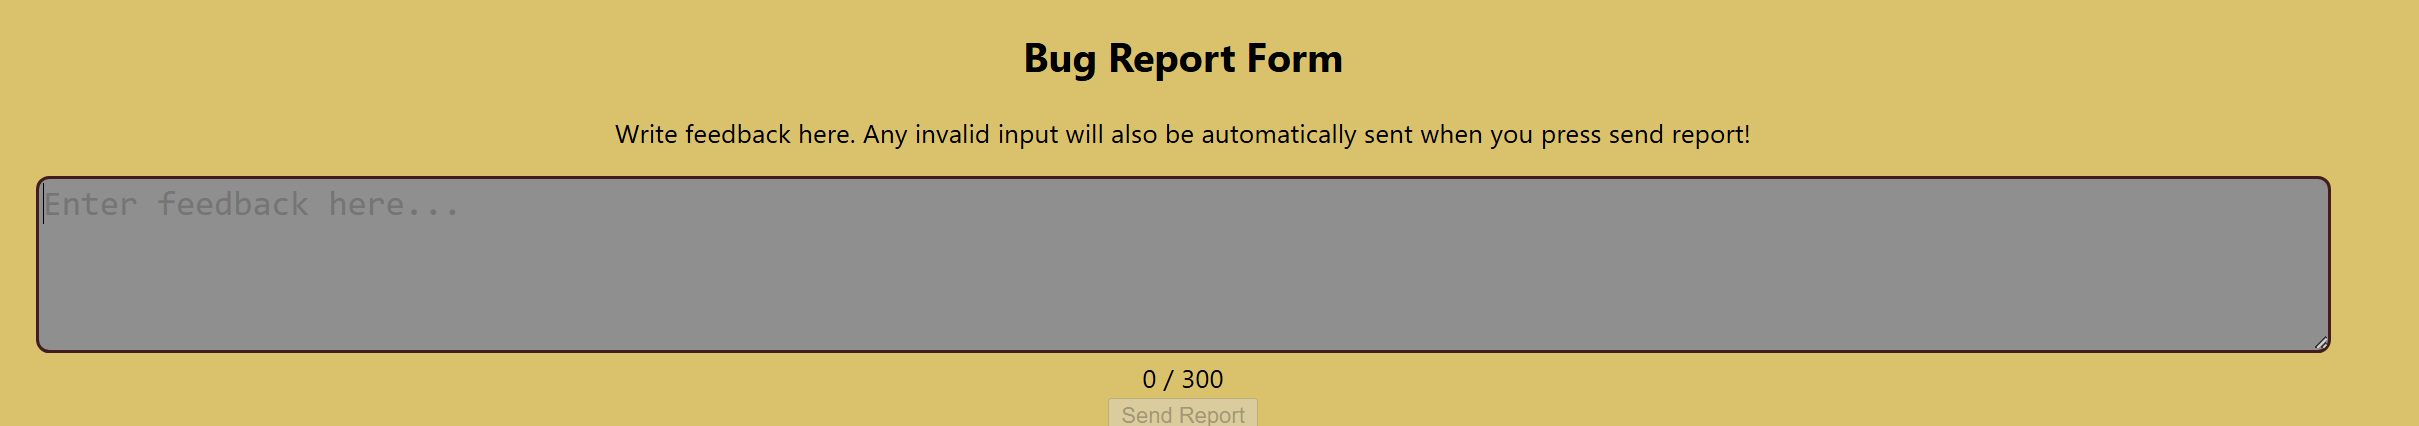 Bug Report Form
Write feedback here. Any invalid input will also be automatically sent when you press send report!
Enter feedback here...
0 / 300
Send Report